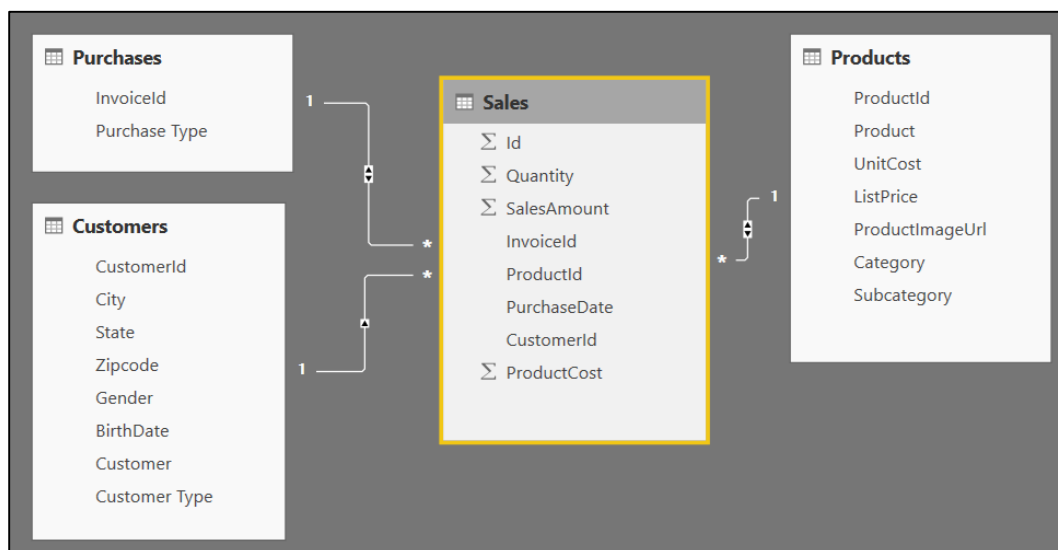 Purchases
InvoiceId
Purchase Type
1
*
Customers
CustomerId
City
State
Zipcode
Gender
BirthDate
Customer
Customer Type
1
*
Sales
Σ Id
Σ Quantity
Σ SalesAmount
InvoiceId
ProductId
PurchaseDate
CustomerId
Σ ProductCost
*
1
Products
ProductId
Product
UnitCost
ListPrice
ProductImageUrl
Category
Subcategory